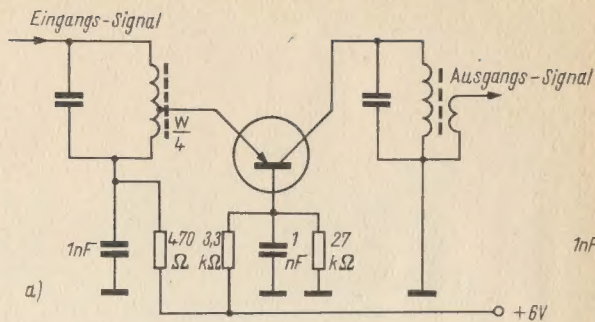 Eingangs-Signal
Ausgangs-Signal
W/4
1nF
470 Ω
3,3 kΩ
1 nF
27 kΩ
1nF
a)
+6V